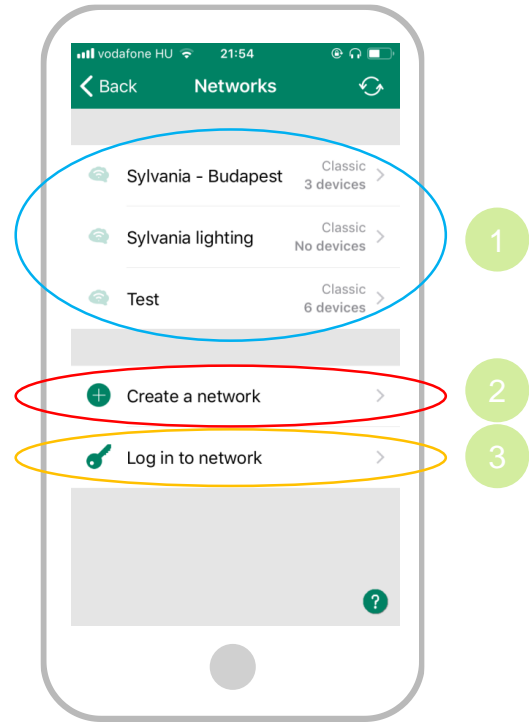 vodafone HU 21:54
Back Networks
Sylvania - Budapest Classic
3 devices
Sylvania lighting Classic
No devices
Test Classic
6 devices
1
Create a network
2
Log in to network
3
?